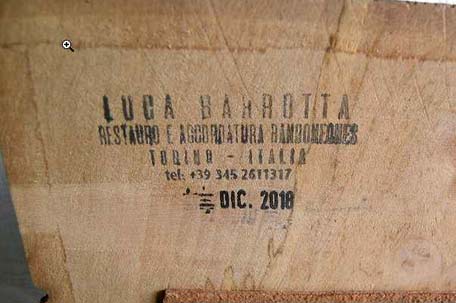 LUCA BARROTTA
RESTAURO E ACCORDATURA BANDONEONES
TORINO - ITALIA
tel: +39 345 2611317
DIC. 2018